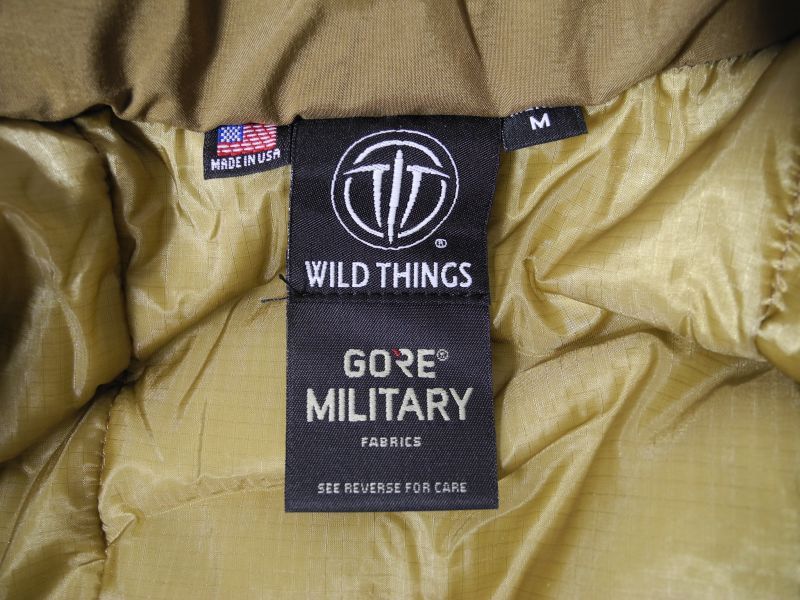 MADE IN USA
M
WILD THINGS
®
GORE®
MILITARY
FABRICS
SEE REVERSE FOR CARE